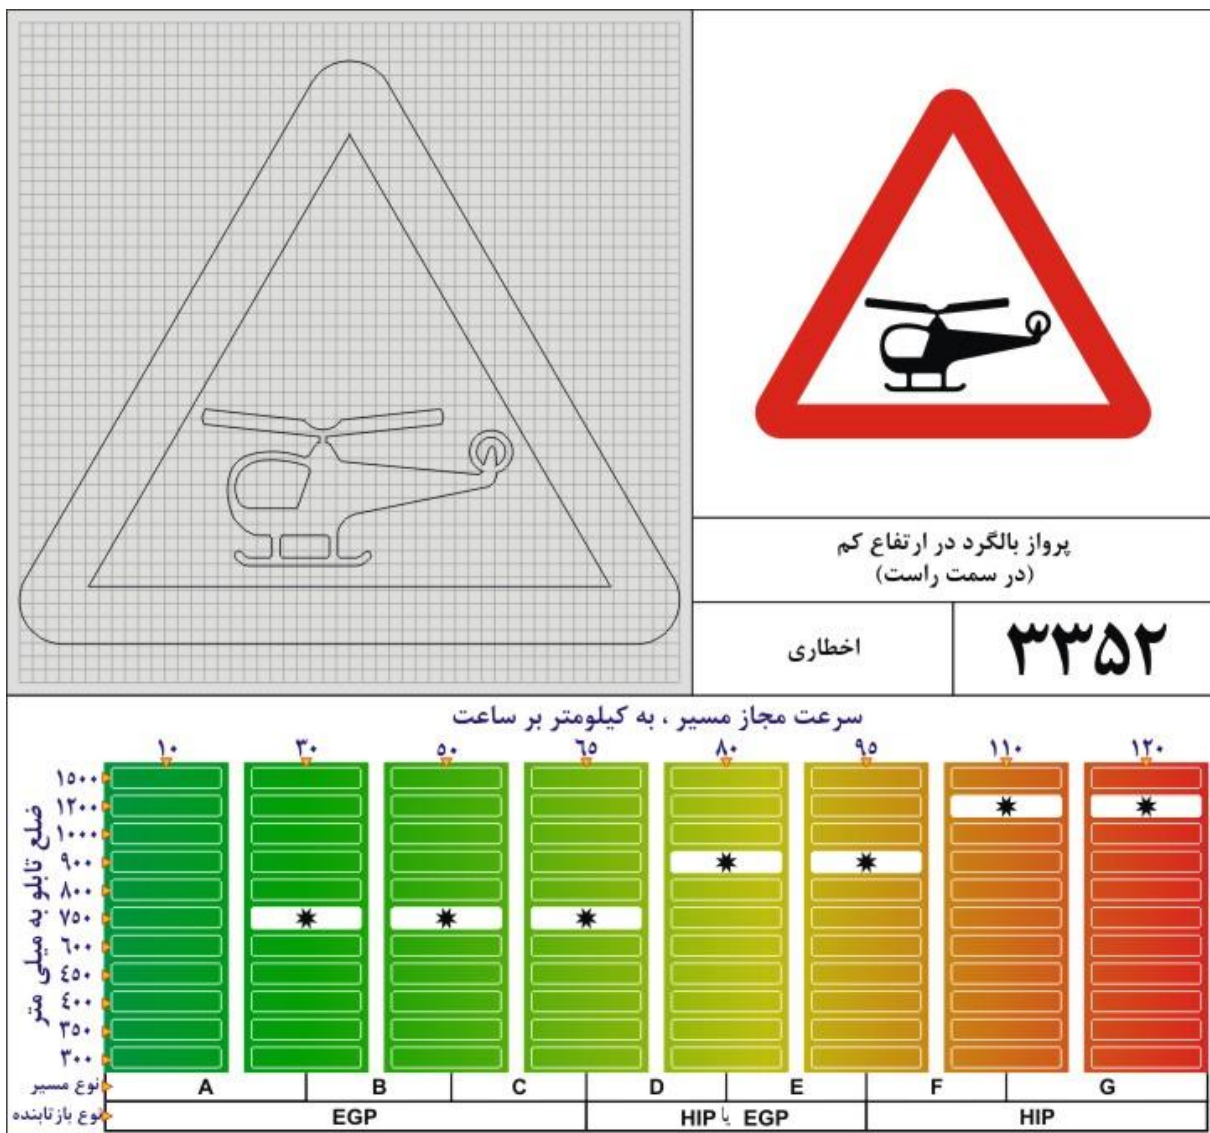 پرواز بالگرد در ارتفاع کم
(در سمت راست)
۳۳۵۲
اخطاری
سرعت مجاز مسیر ، به کیلومتر بر ساعت
۱۰ ۳۰ ۵۰ ۶۵ ۸۰ ۹۵ ۱۱۰ ۱۲۰
ضلع تابلو به میلی متر
۱۵۰۰
۱۲۰۰
۱۰۰۰
۹۰۰
۸۰۰
۷۵۰
۶۰۰
۴۵۰
۴۰۰
۳۵۰
۳۰۰
نوع مسیر A B C D E F G
نوع بازتابنده EGP HIP یا EGP HIP